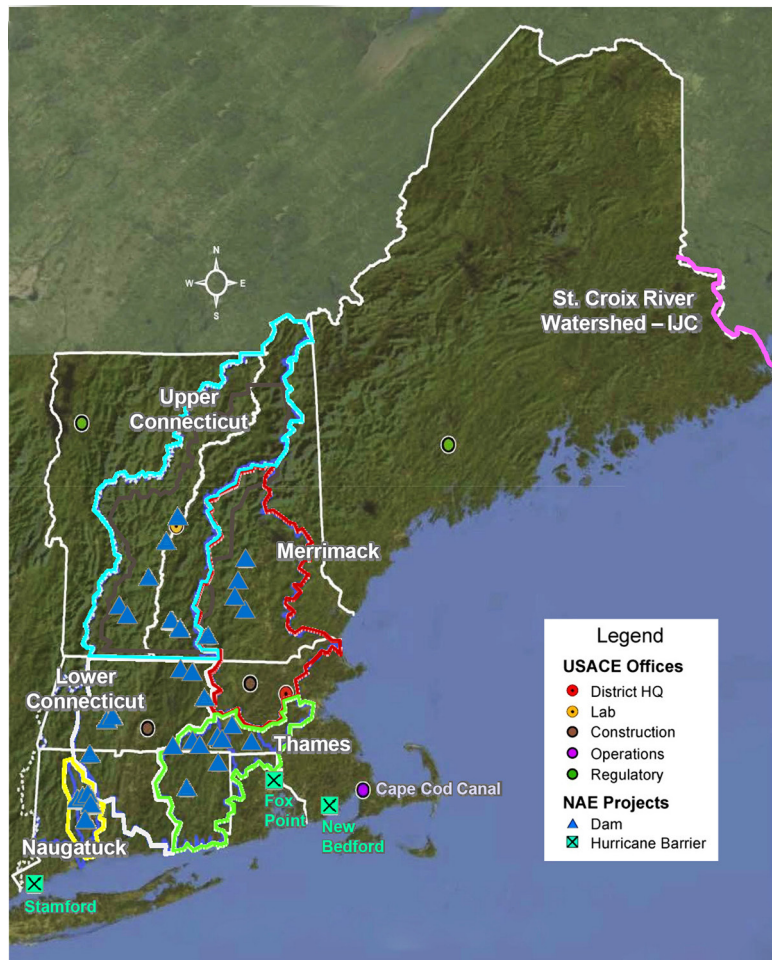 N
W
E
S
St. Croix River
Watershed – IJC
Upper
Connecticut
Merrimack
Lower
Connecticut
Thames
Fox
Point
New
Bedford
Cape Cod Canal
Naugatuck
Stamford
Legend
USACE Offices
District HQ
Lab
Construction
Operations
Regulatory
NAE Projects
Dam
Hurricane Barrier